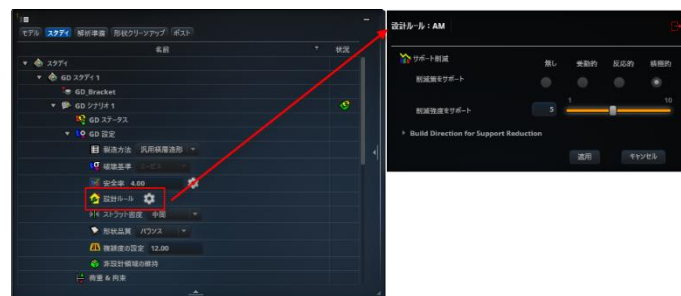 モデル スタディ 解析準備 形状クリーンアップ ポスト
名前 状況
スタディ
GD スタディ 1
GD_Bracket
GD シナリオ 1
GD ステータス
GD 設定
製造方法 汎用積層造形
破壊基準
安全率 4.00
設計ルール
ストラット密度 中間
形状品質 バランス
複雑度の設定 12.00
非設計領域の維持
荷重 & 拘束
設計ルール : AM
サポート削減
無し 受動的 反応的 積極的
削減策をサポート
1 10
削減強度をサポート 5
Build Direction for Support Reduction
適用 キャンセル